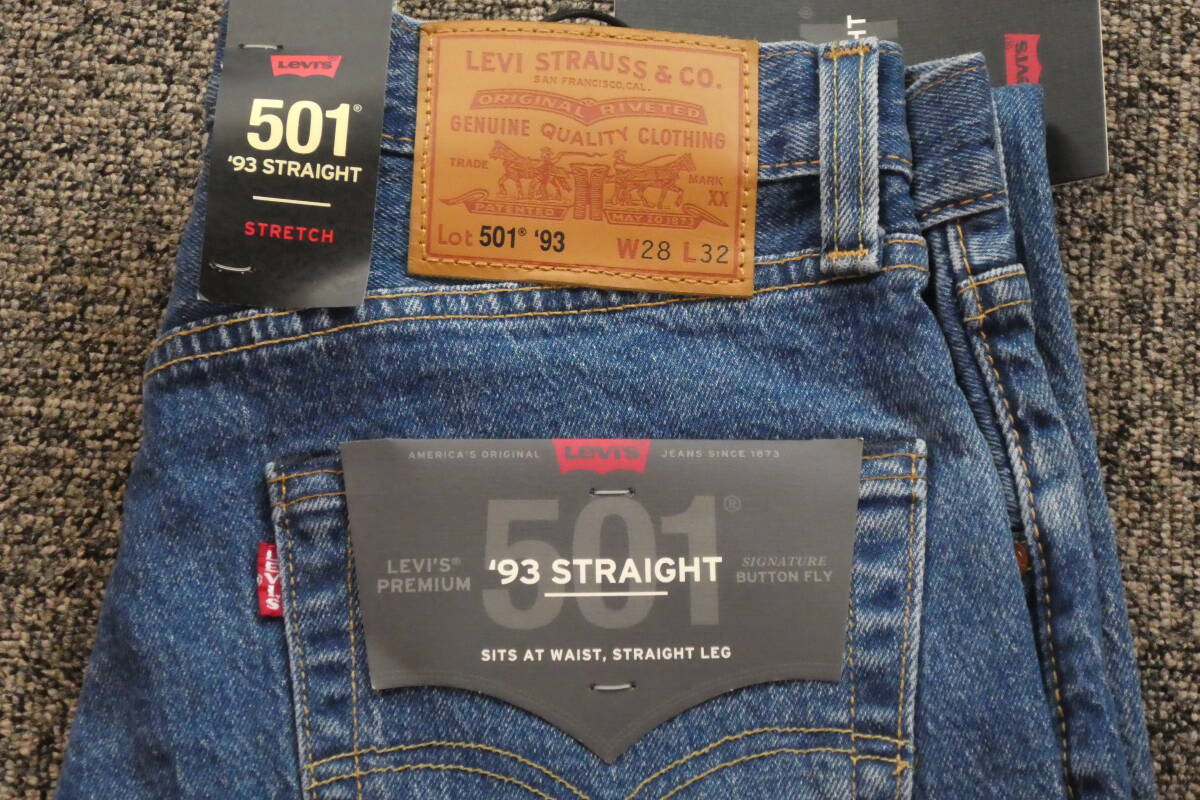 Levi's
501®
'93 STRAIGHT
STRETCH
LEVI STRAUSS & CO.
SAN FRANCISCO, CAL.
ORIGINAL RIVETED
GENUINE QUALITY CLOTHING
TRADE MARK
XX
PATENTED MAY 20 1873
Lot 501® '93 W28 L32
HT
LEVI'S
®
AMERICA'S ORIGINAL Levi's JEANS SINCE 1873
501®
LEVI'S®
PREMIUM
'93 STRAIGHT
SIGNATURE
BUTTON FLY
SITS AT WAIST, STRAIGHT LEG